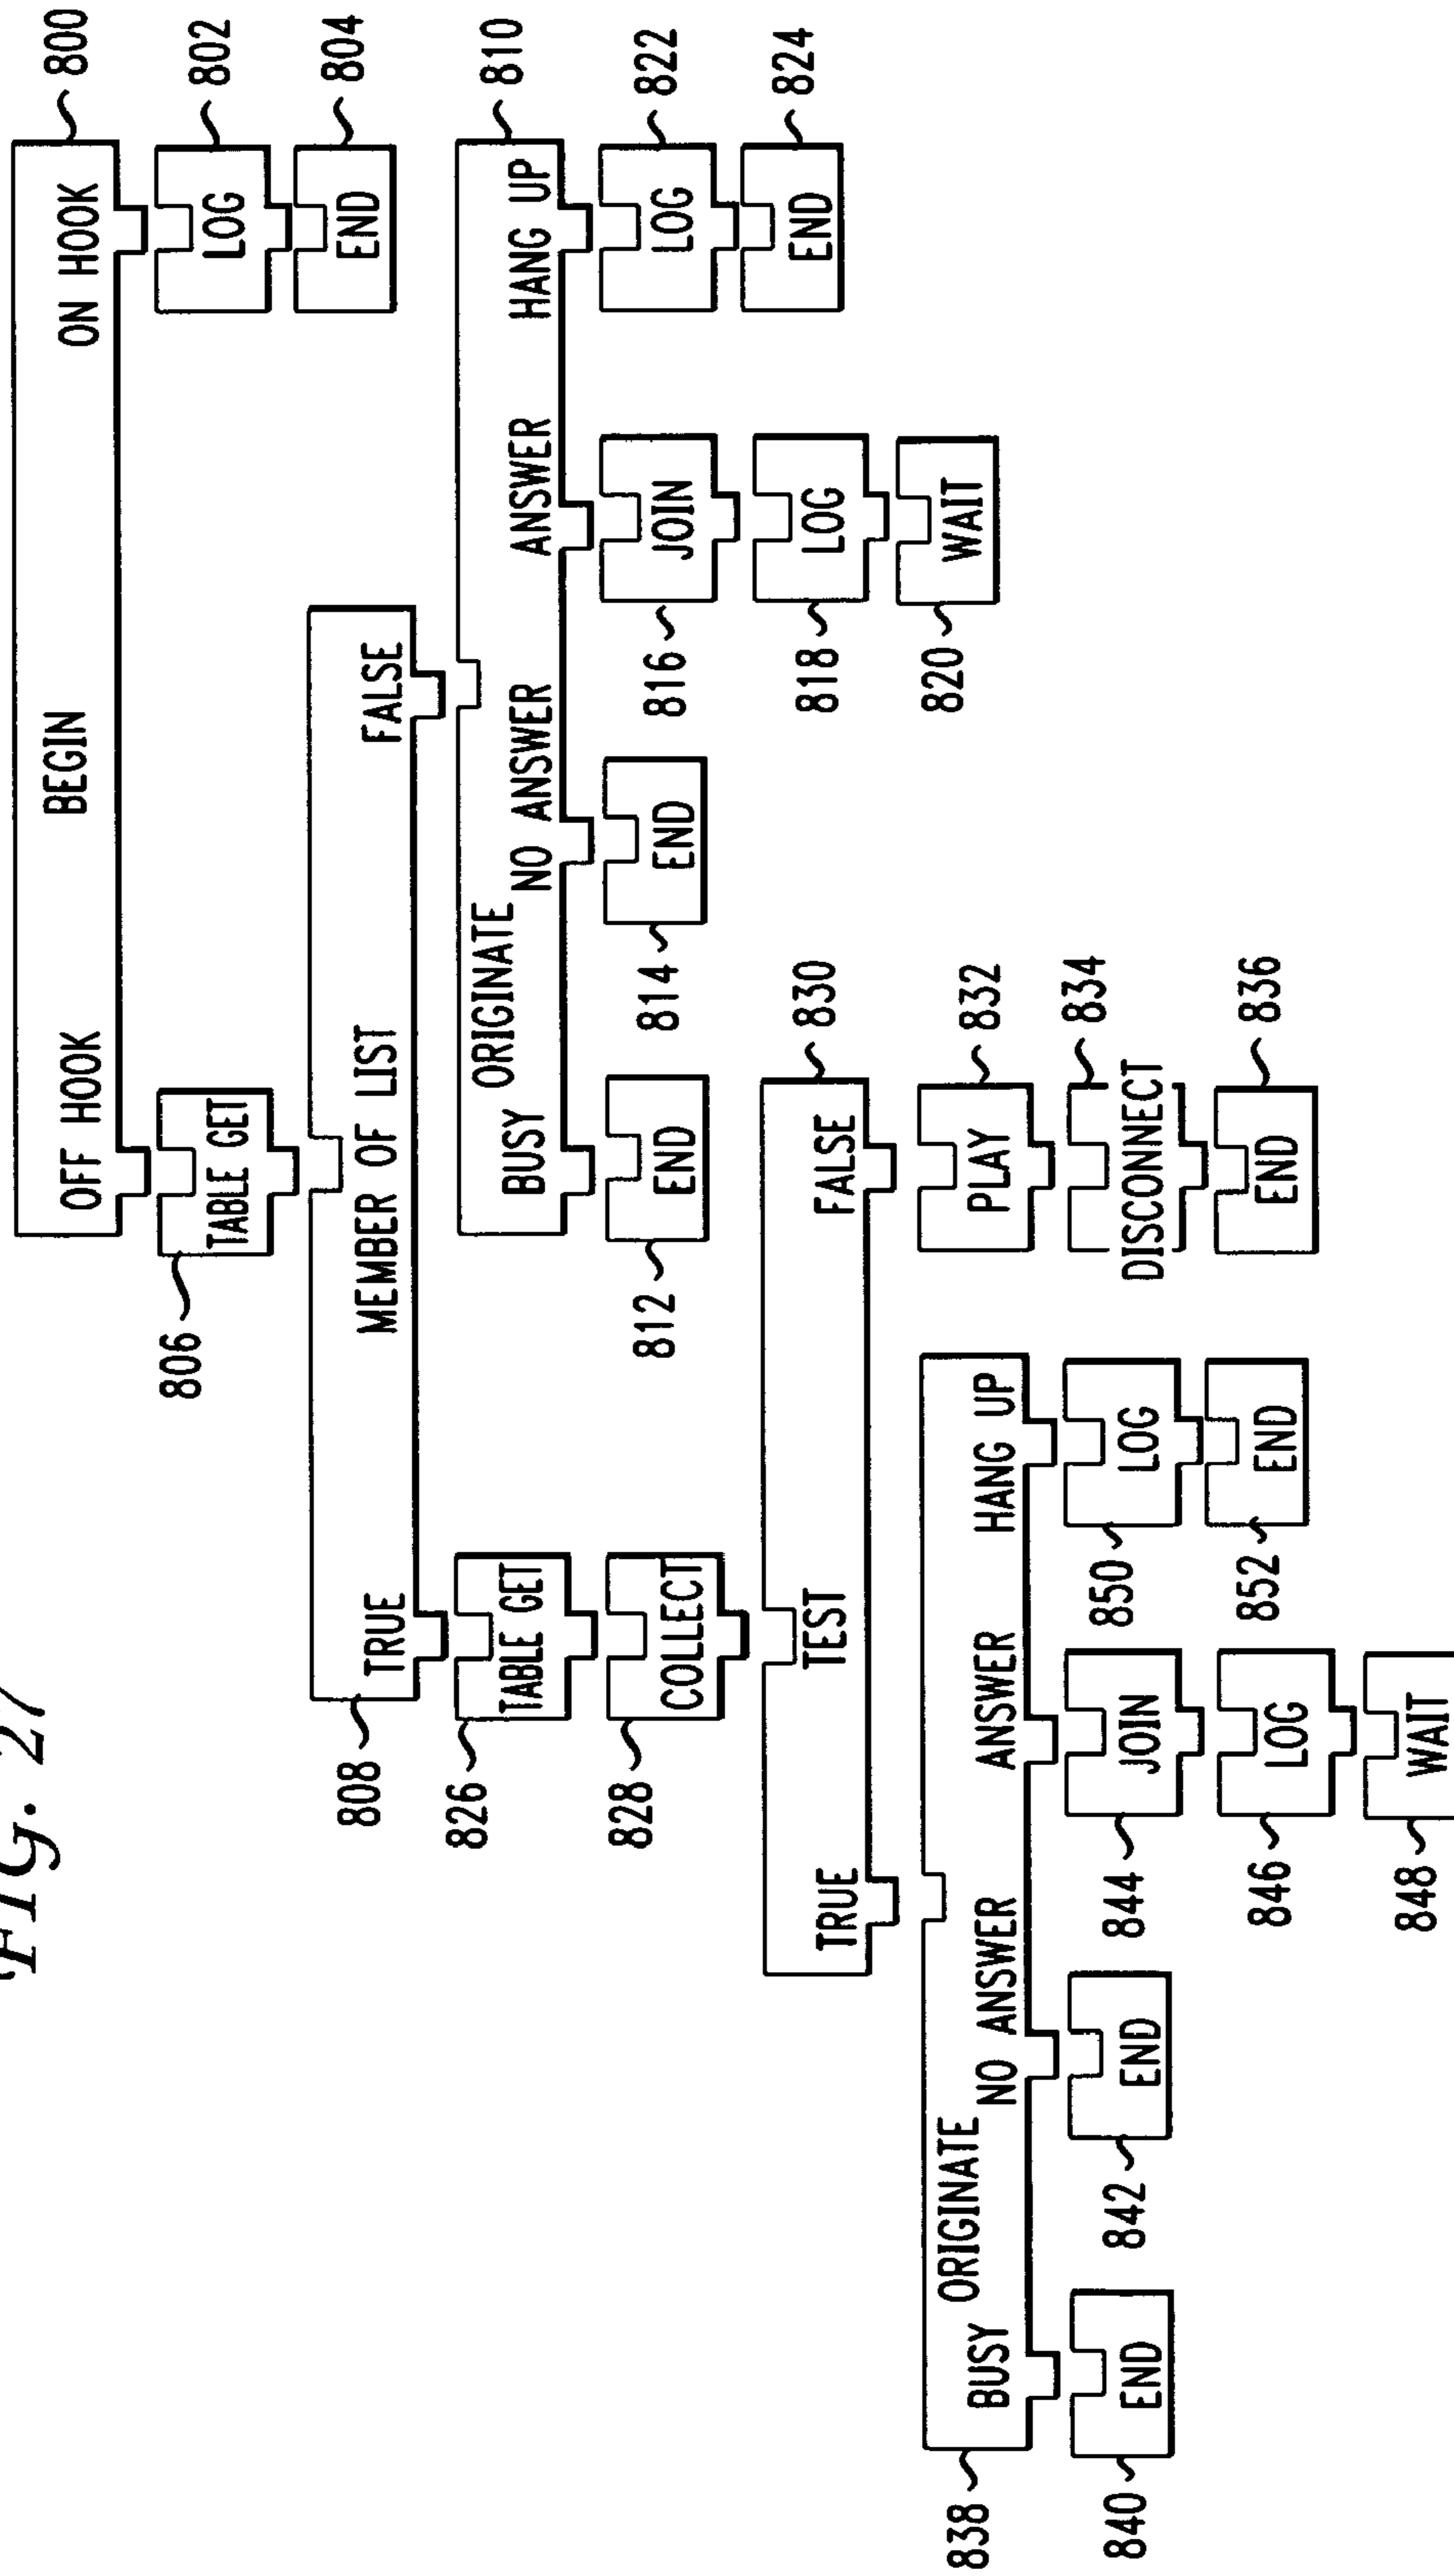 FIG. 27
BEGIN
OFF HOOK ON HOOK 800
806 TABLE GET LOG 802
END 804
808 TRUE MEMBER OF LIST FALSE
826 TABLE GET
ORIGINATE
BUSY NO ANSWER ANSWER HANG UP 810
828 COLLECT
812 END 814 END 816 JOIN LOG 822
818 LOG END 824
820 WAIT
TEST
TRUE FALSE 830
PLAY 832
DISCONNECT 834
END 836
ORIGINATE
838 BUSY NO ANSWER ANSWER HANG UP
840 END 842 END 844 JOIN 850 LOG
846 LOG 852 END
848 WAIT